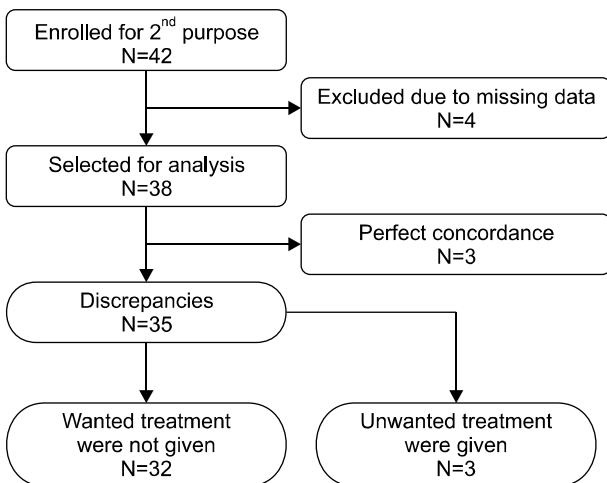 Enrolled for 2nd purpose
N=42
Excluded due to missing data
N=4
Selected for analysis
N=38
Perfect concordance
N=3
Discrepancies
N=35
Wanted treatment
were not given
N=32
Unwanted treatment
were given
N=3